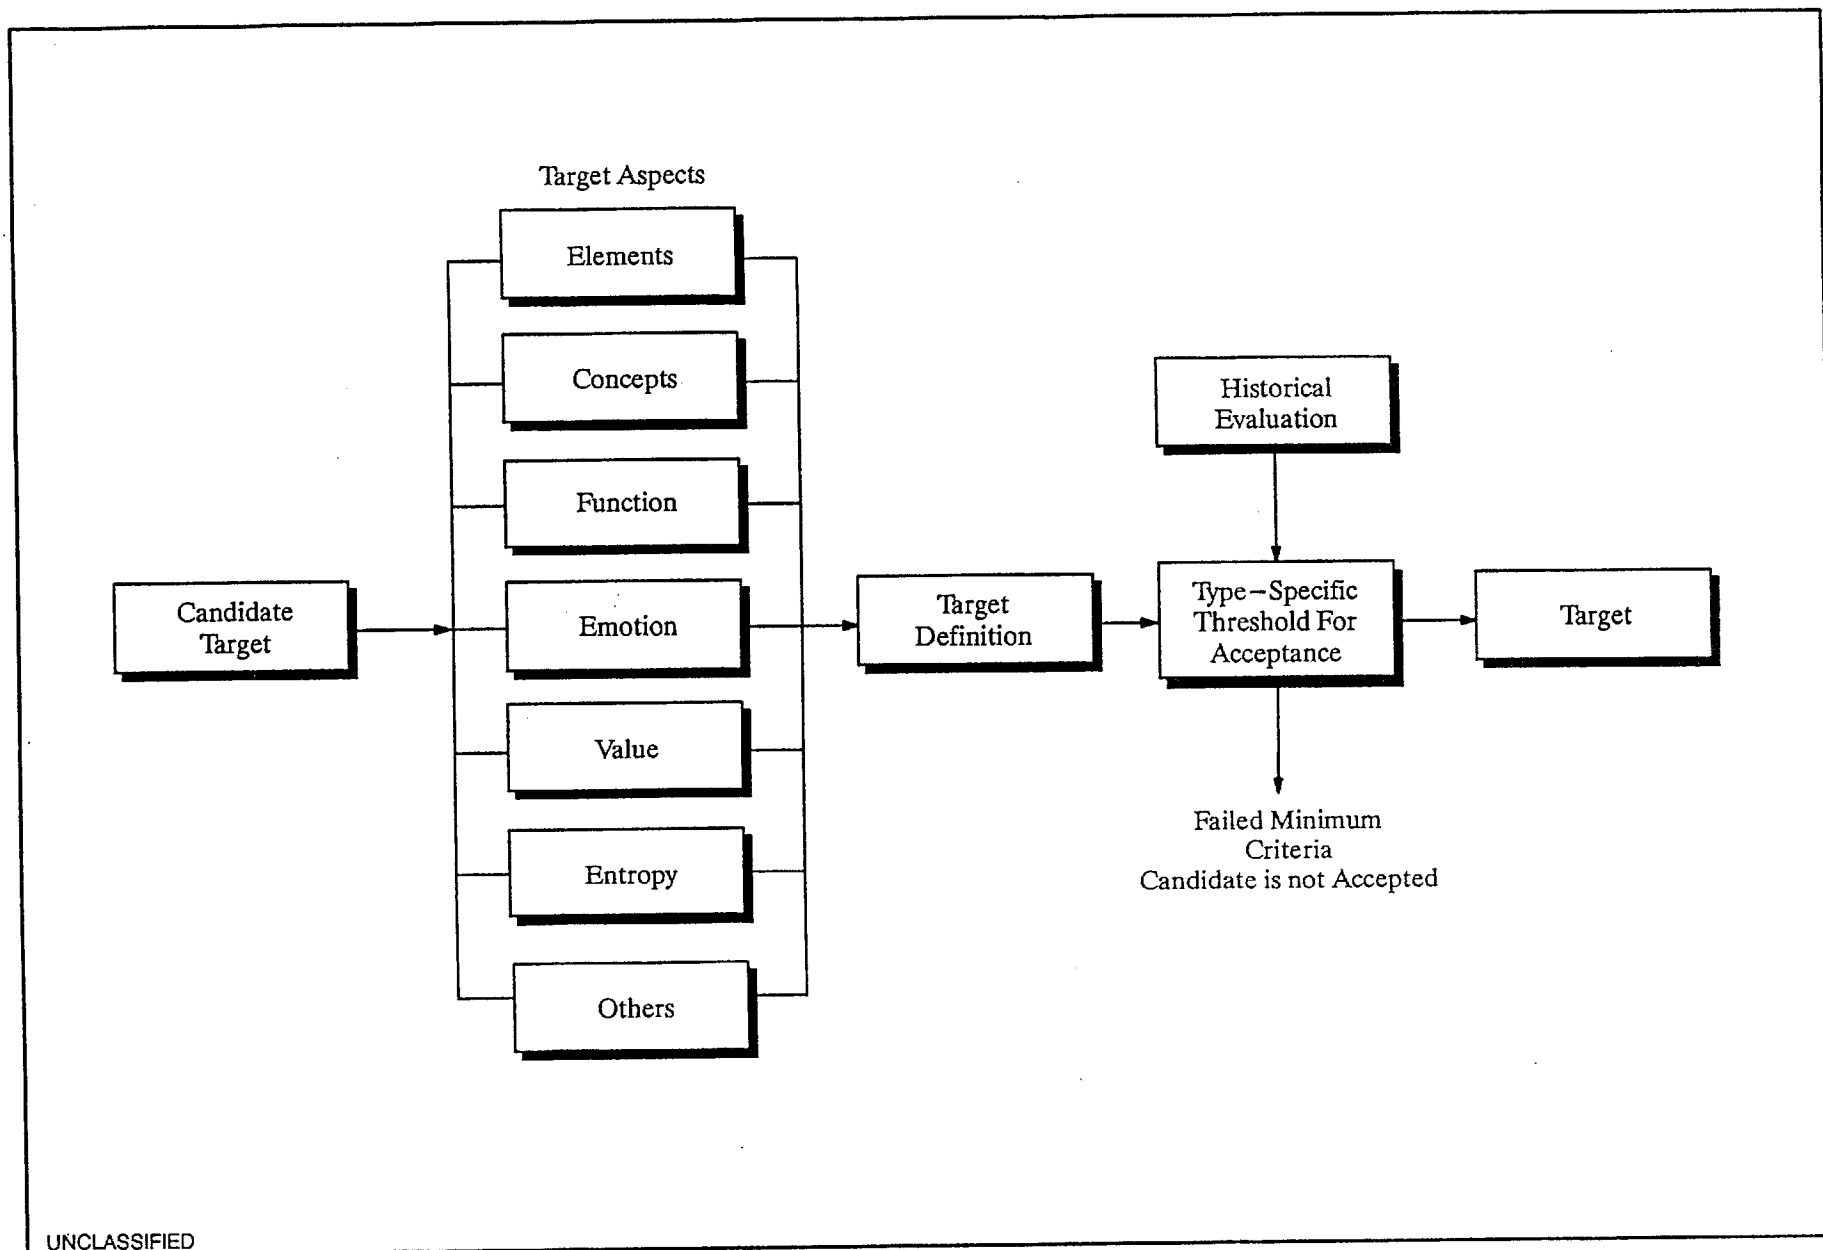 Target Aspects
Elements
Concepts
Function
Emotion
Value
Entropy
Others
Candidate
Target
Target
Definition
Historical
Evaluation
Type–Specific
Threshold For
Acceptance
Target
Failed Minimum
Criteria
Candidate is not Accepted
UNCLASSIFIED